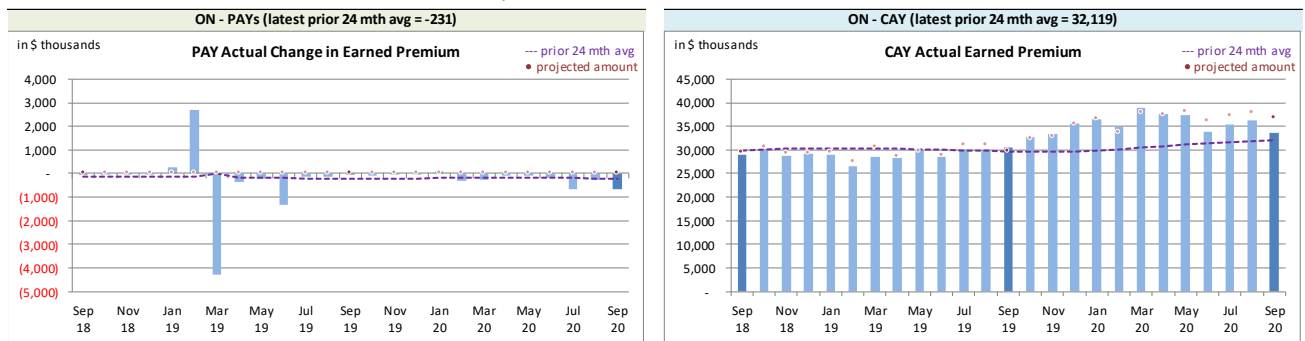 ON - PAYs (latest prior 24 mth avg = -231)
in $ thousands
PAY Actual Change in Earned Premium
--- prior 24 mth avg
• projected amount
4,000
3,000
2,000
1,000
-
(1,000)
(2,000)
(3,000)
(4,000)
(5,000)
Sep 18 Nov 18 Jan 19 Mar 19 May 19 Jul 19 Sep 19 Nov 19 Jan 20 Mar 20 May 20 Jul 20 Sep 20
ON - CAY (latest prior 24 mth avg = 32,119)
in $ thousands
CAY Actual Earned Premium
--- prior 24 mth avg
• projected amount
45,000
40,000
35,000
30,000
25,000
20,000
15,000
10,000
5,000
-
Sep 18 Nov 18 Jan 19 Mar 19 May 19 Jul 19 Sep 19 Nov 19 Jan 20 Mar 20 May 20 Jul 20 Sep 20